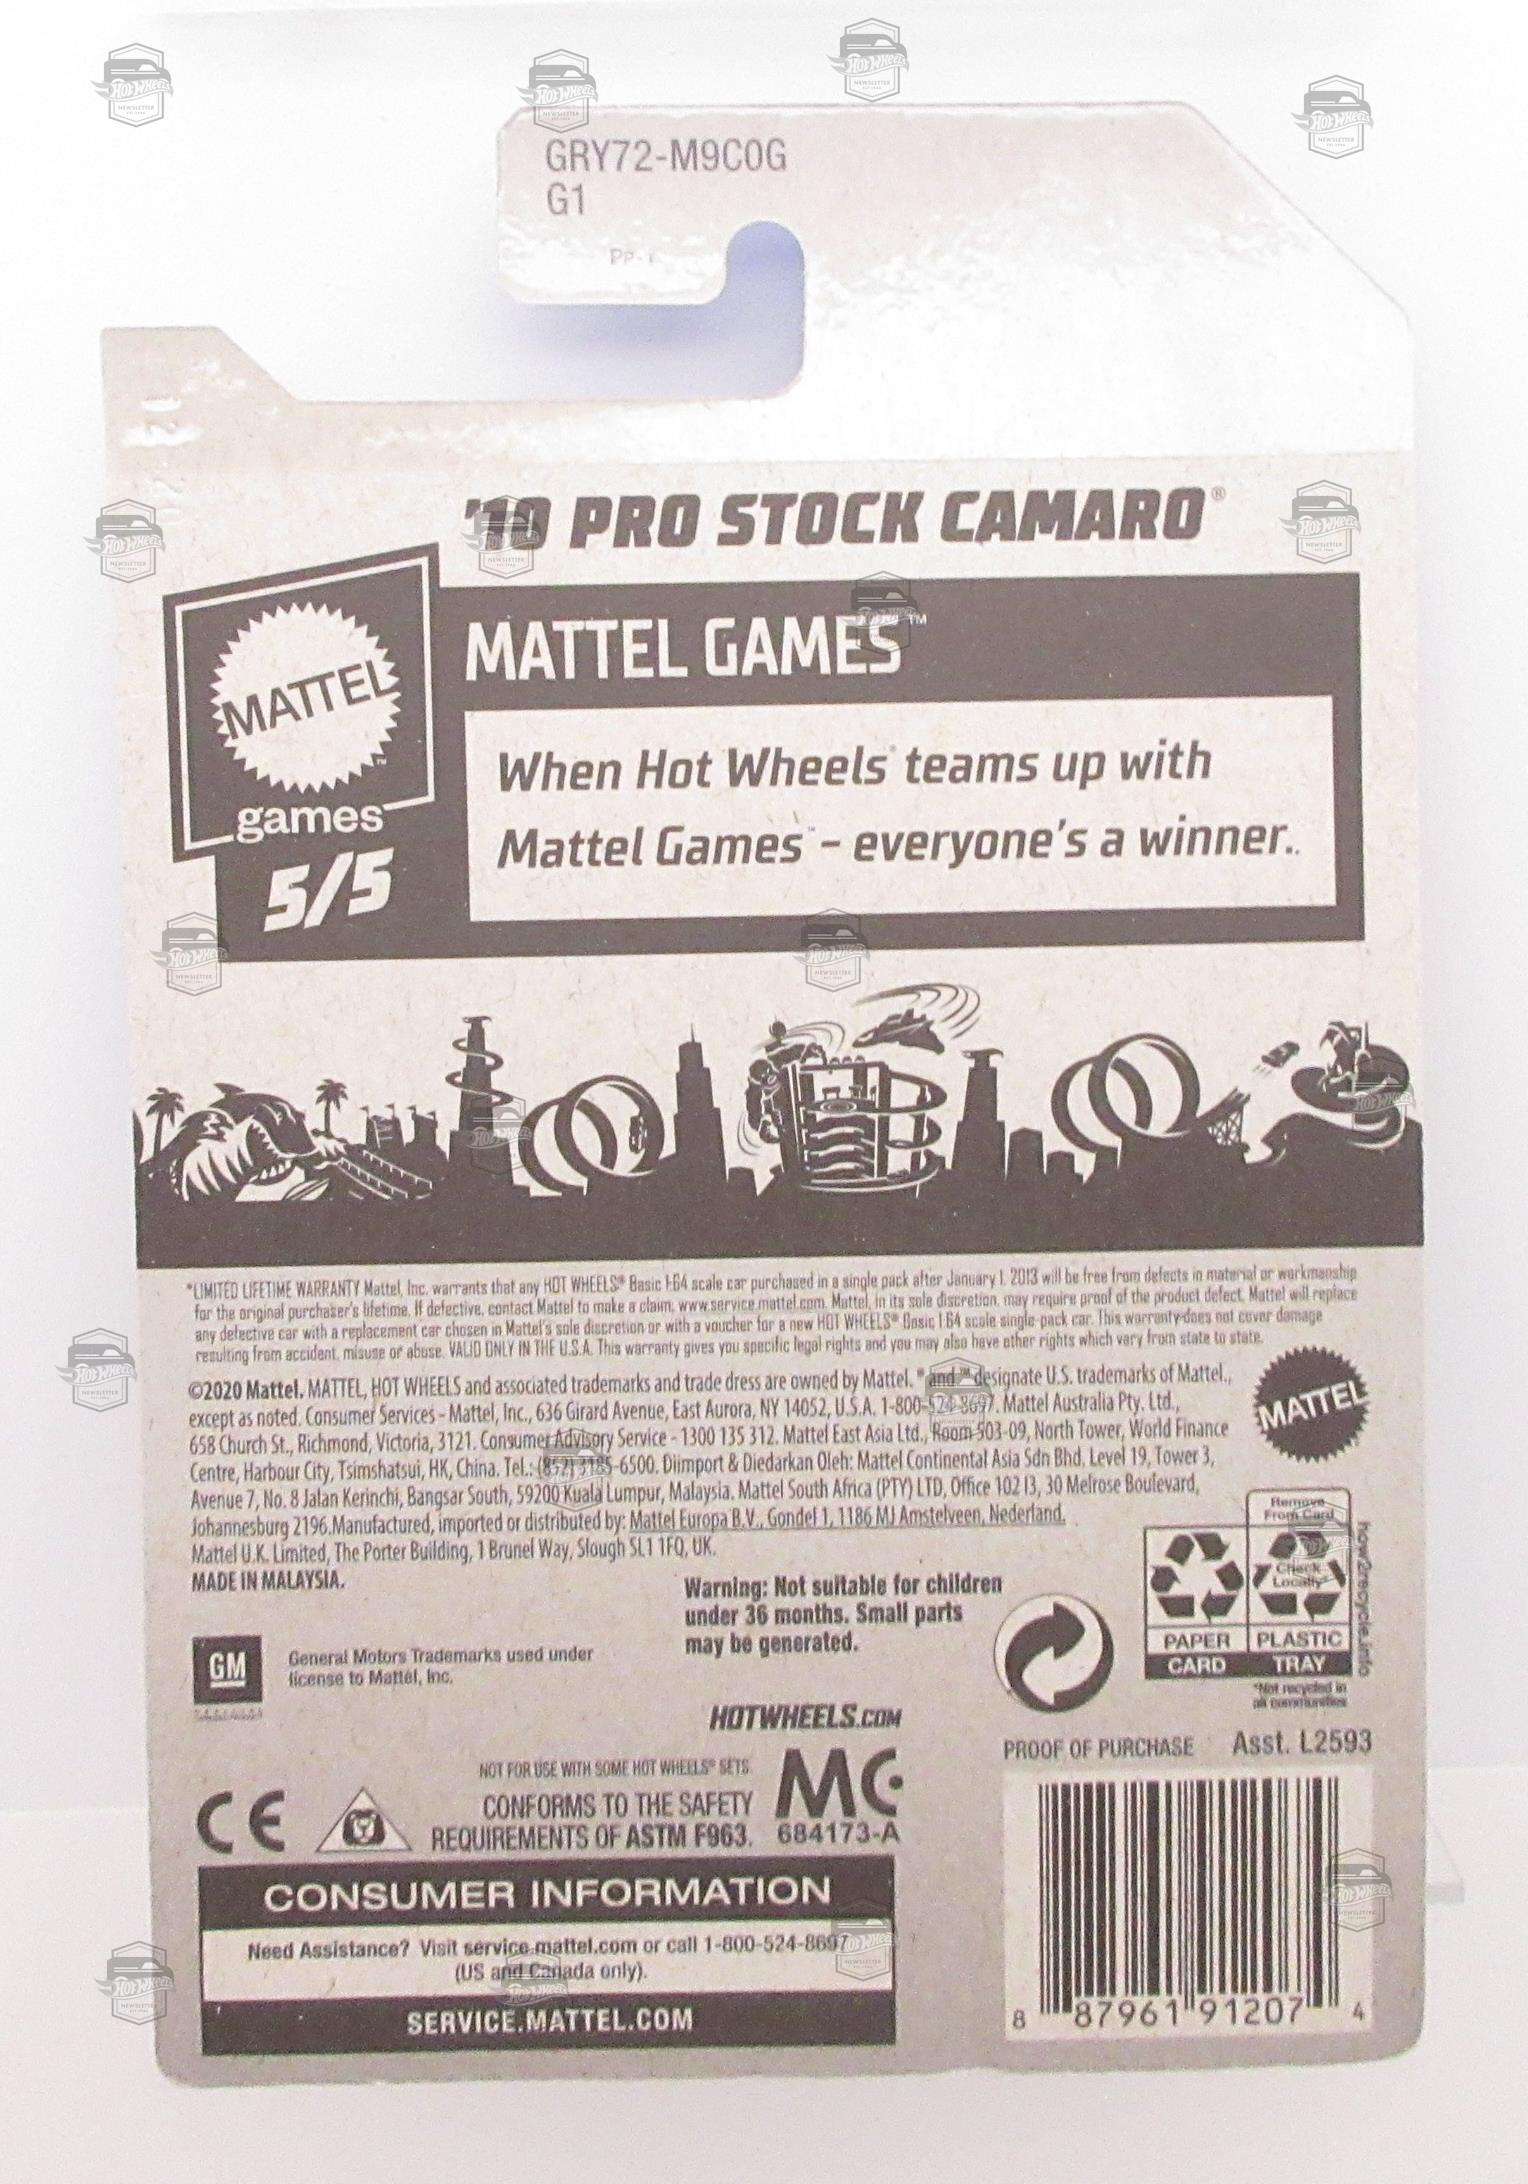 GRY72-M9C0G
G1
'10 PRO STOCK CAMARO®
MATTEL
games
5/5
MATTEL GAMES™
When Hot Wheels® teams up with
Mattel Games™ – everyone's a winner..
*LIMITED LIFETIME WARRANTY Mattel, Inc. warrants that any HOT WHEELS® Basic 1:64 scale car purchased in a single pack after January 1, 2013 will be free from defects in material or workmanship
for the original purchaser's lifetime. If defective, contact Mattel to make a claim, www.service.mattel.com. Mattel, in its sole discretion, may require proof of the product defect. Mattel will replace
any defective car with a replacement car chosen in Mattel's sole discretion or with a voucher for a new HOT WHEELS® Basic 1:64 scale single-pack car. This warranty does not cover damage
resulting from accident, misuse or abuse. VALID ONLY IN THE U.S.A. This warranty gives you specific legal rights and you may also have other rights which vary from state to state.
©2020 Mattel. MATTEL, HOT WHEELS and associated trademarks and trade dress are owned by Mattel. ® and ™ designate U.S. trademarks of Mattel.,
except as noted. Consumer Services - Mattel, Inc., 636 Girard Avenue, East Aurora, NY 14052, U.S.A. 1-800-524-8697. Mattel Australia Pty. Ltd.,
658 Church St., Richmond, Victoria, 3121. Consumer Advisory Service - 1300 135 312. Mattel East Asia Ltd., Room 503-09, North Tower, World Finance
Centre, Harbour City, Tsimshatsui, HK, China. Tel.: (852) 3185-6500. Diimport & Diedarkan Oleh: Mattel Continental Asia Sdn Bhd. Level 19, Tower 3,
Avenue 7, No. 8 Jalan Kerinchi, Bangsar South, 59200 Kuala Lumpur, Malaysia. Mattel South Africa (PTY) LTD, Office 102 I3, 30 Melrose Boulevard,
Johannesburg 2196. Manufactured, imported or distributed by: Mattel Europa B.V., Gondel 1, 1186 MJ Amstelveen, Nederland.
Mattel U.K. Limited, The Porter Building, 1 Brunel Way, Slough SL1 1FQ, UK.
MADE IN MALAYSIA.
MATTEL
Warning: Not suitable for children
under 36 months. Small parts
may be generated.
Remove
From Card
Check
Locally*
PAPER
CARD
PLASTIC
TRAY
how2recycle.info
*Not recycled in
all communities
GM
General Motors Trademarks used under
license to Mattel, Inc.
HOTWHEELS.COM
PROOF OF PURCHASE Asst. L2593
NOT FOR USE WITH SOME HOT WHEELS® SETS.
CE
CONFORMS TO THE SAFETY
REQUIREMENTS OF ASTM F963.
MC
684173-A
CONSUMER INFORMATION
Need Assistance? Visit service.mattel.com or call 1-800-524-8697
(US and Canada only).
SERVICE.MATTEL.COM
8 87961 91207 4
HOT WHEELS
NEWSLETTER